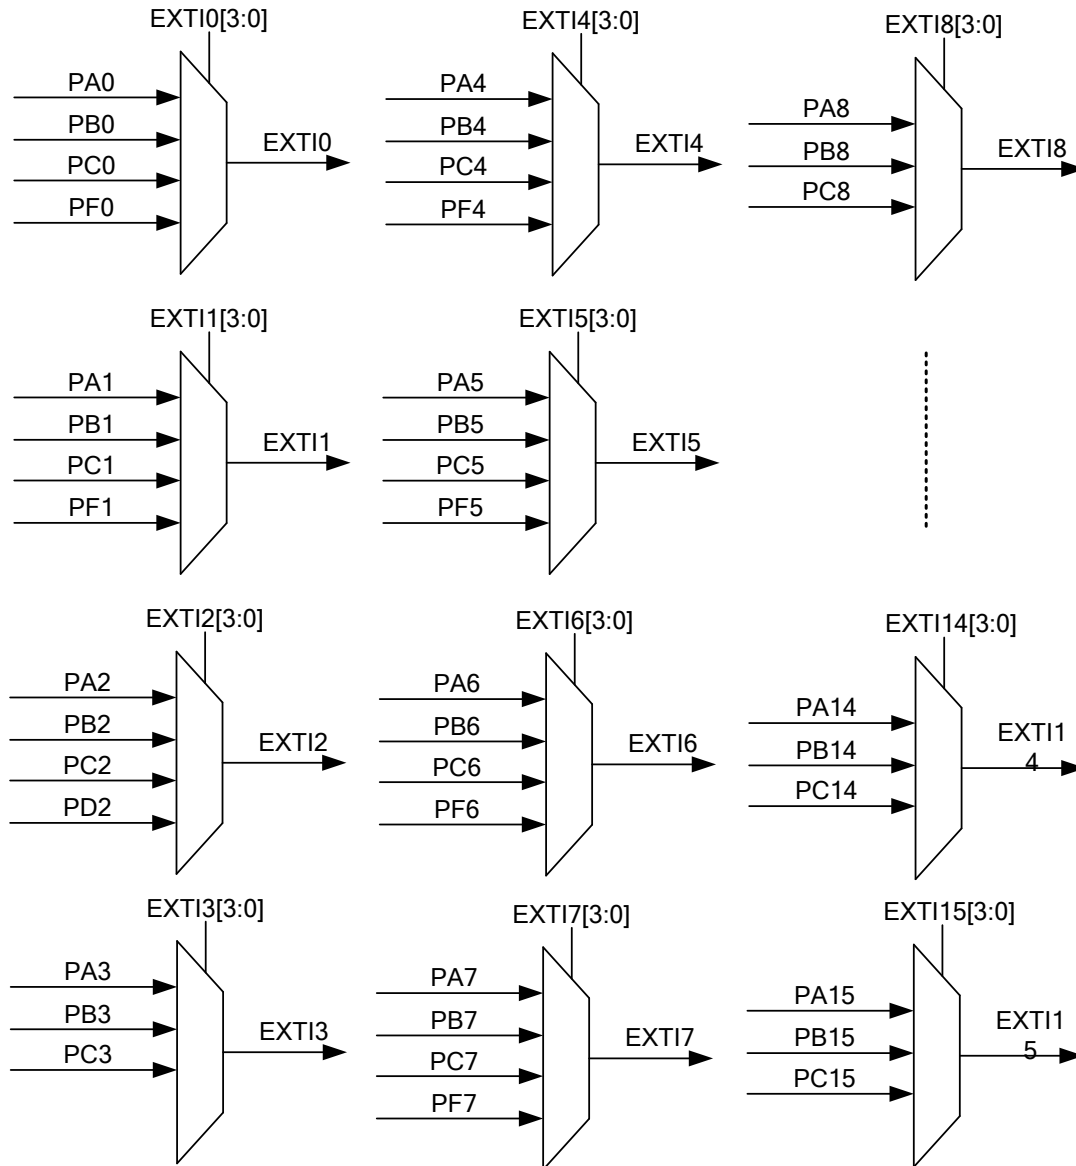 EXTI0[3:0]
PA0
PB0
PC0
PF0
EXTI0
EXTI4[3:0]
PA4
PB4
PC4
PF4
EXTI4
EXTI8[3:0]
PA8
PB8
PC8
EXTI8
EXTI1[3:0]
PA1
PB1
PC1
PF1
EXTI1
EXTI5[3:0]
PA5
PB5
PC5
PF5
EXTI5
EXTI2[3:0]
PA2
PB2
PC2
PD2
EXTI2
EXTI6[3:0]
PA6
PB6
PC6
PF6
EXTI6
EXTI14[3:0]
PA14
PB14
PC14
EXTI1
4
EXTI3[3:0]
PA3
PB3
PC3
EXTI3
EXTI7[3:0]
PA7
PB7
PC7
PF7
EXTI7
EXTI15[3:0]
PA15
PB15
PC15
EXTI1
5